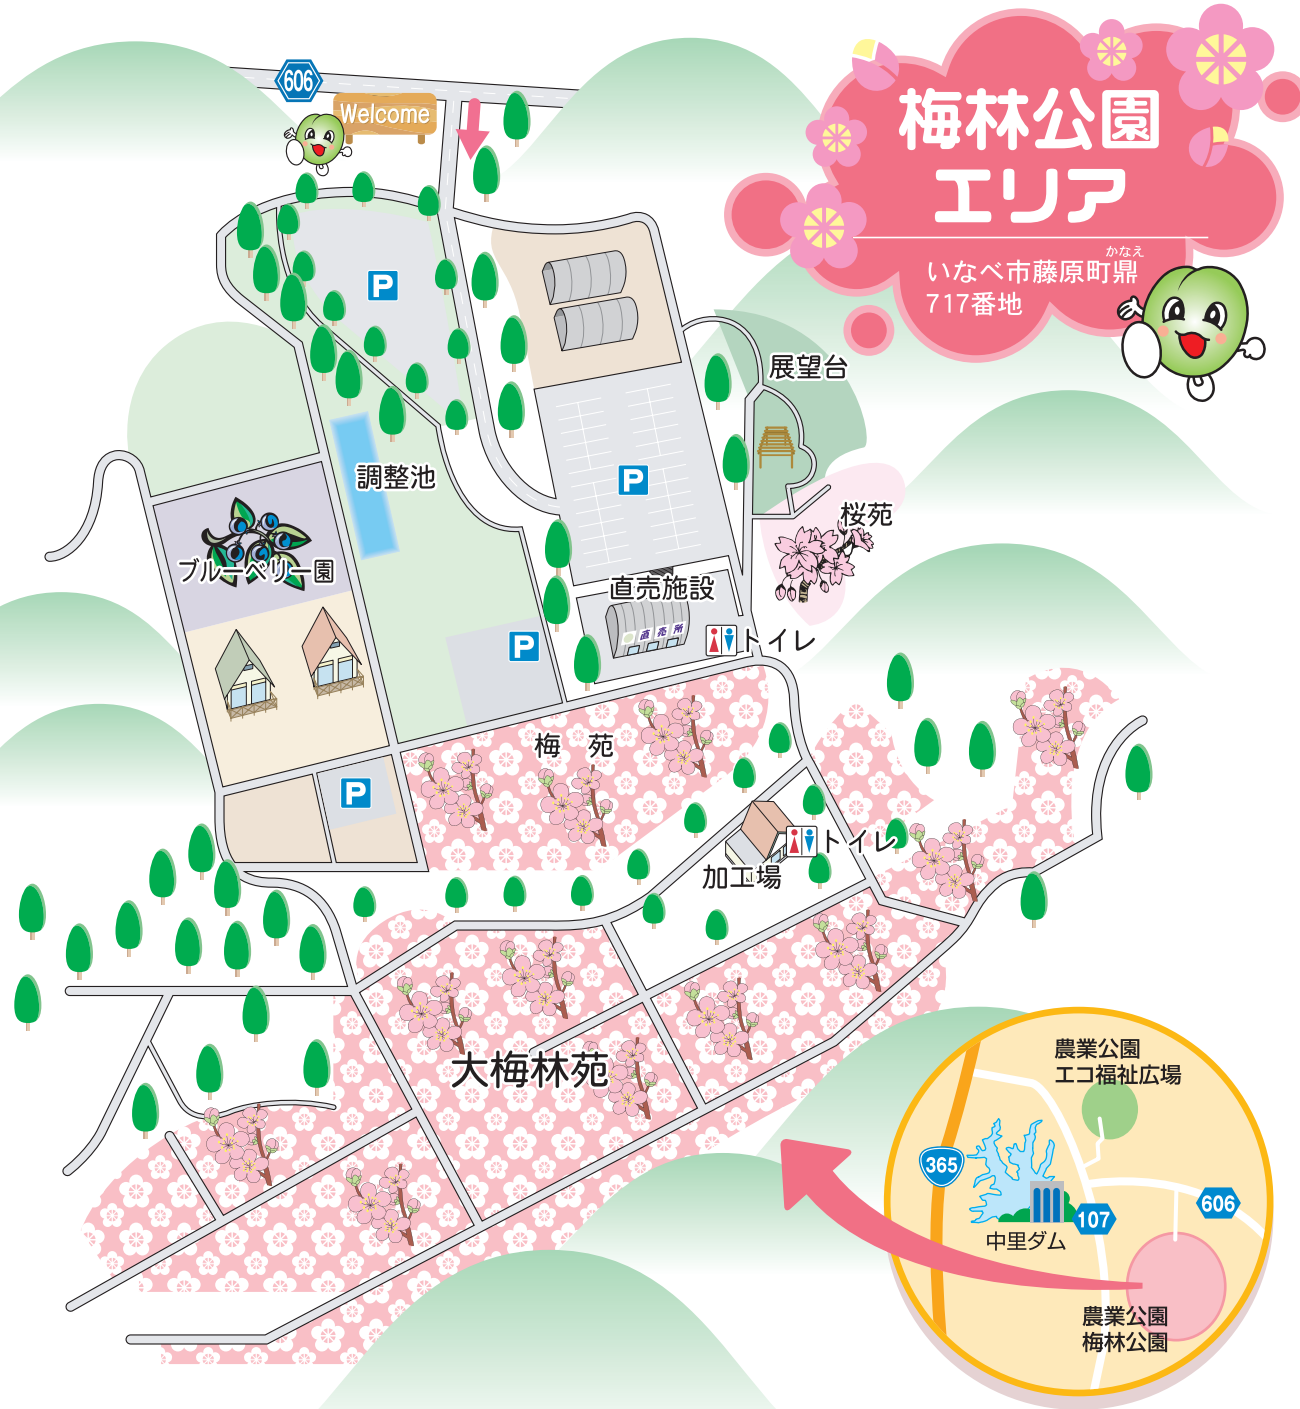 梅林公園
エリア
かなえ
いなべ市藤原町鼎
717番地
606
Welcome
P
展望台
調整池
P
桜苑
ブルーベリー園
直売施設
直売所
トイレ
P
梅 苑
P
トイレ
加工場
大梅林苑
農業公園
エコ福祉広場
365
606
107
中里ダム
農業公園
梅林公園